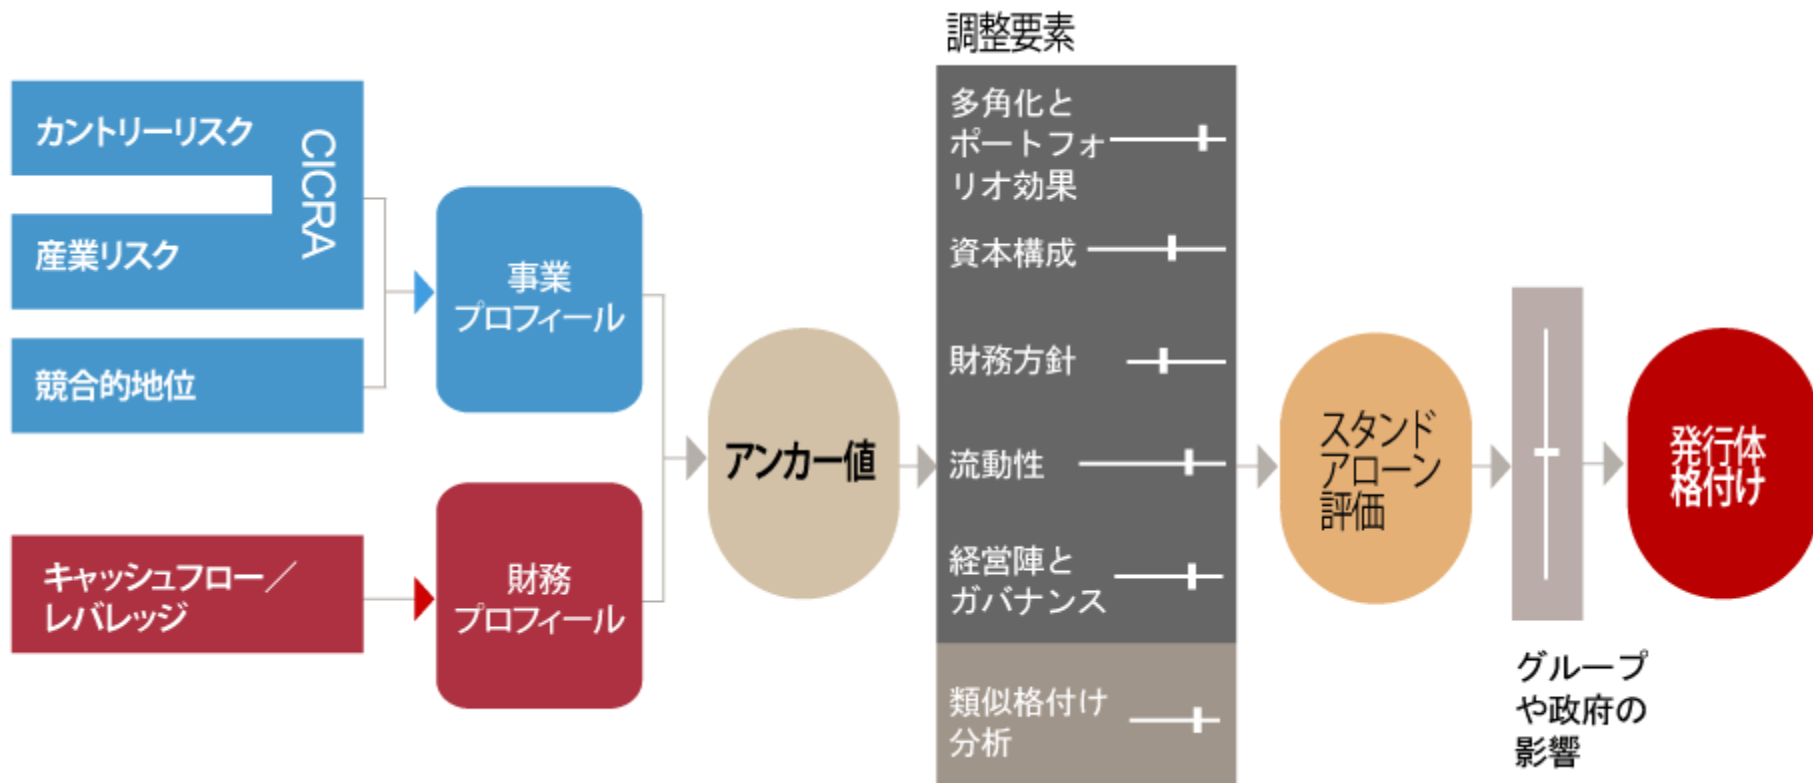 カントリーリスク
CICRA
産業リスク
競合的地位
キャッシュフロー／
レバレッジ
事業
プロフィール
財務
プロフィール
アンカー値
調整要素
多角化と
ポートフォ
リオ効果
資本構成
財務方針
流動性
経営陣と
ガバナンス
類似格付け
分析
スタンド
アローン
評価
グループ
や政府の
影響
発行体
格付け